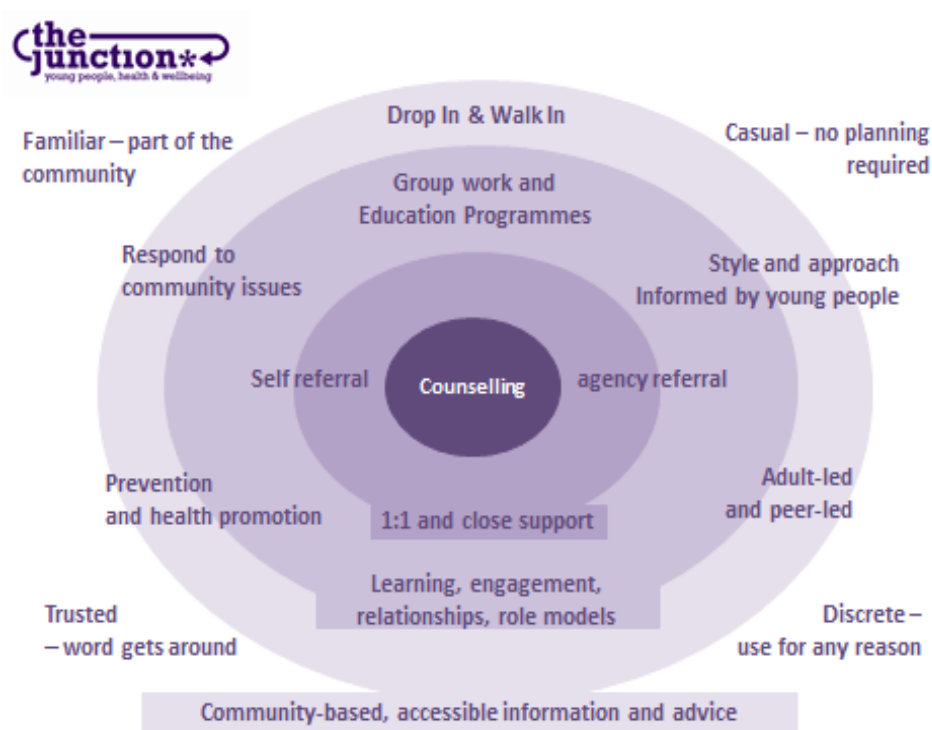 the
junction*
young people, health & wellbeing
Drop In & Walk In
Familiar – part of the
community
Casual – no planning
required
Group work and
Education Programmes
Respond to
community issues
Style and approach
Informed by young people
Self referral
Counselling
agency referral
Prevention
and health promotion
Adult-led
and peer-led
1:1 and close support
Learning, engagement,
relationships, role models
Trusted
– word gets around
Discrete –
use for any reason
Community-based, accessible information and advice